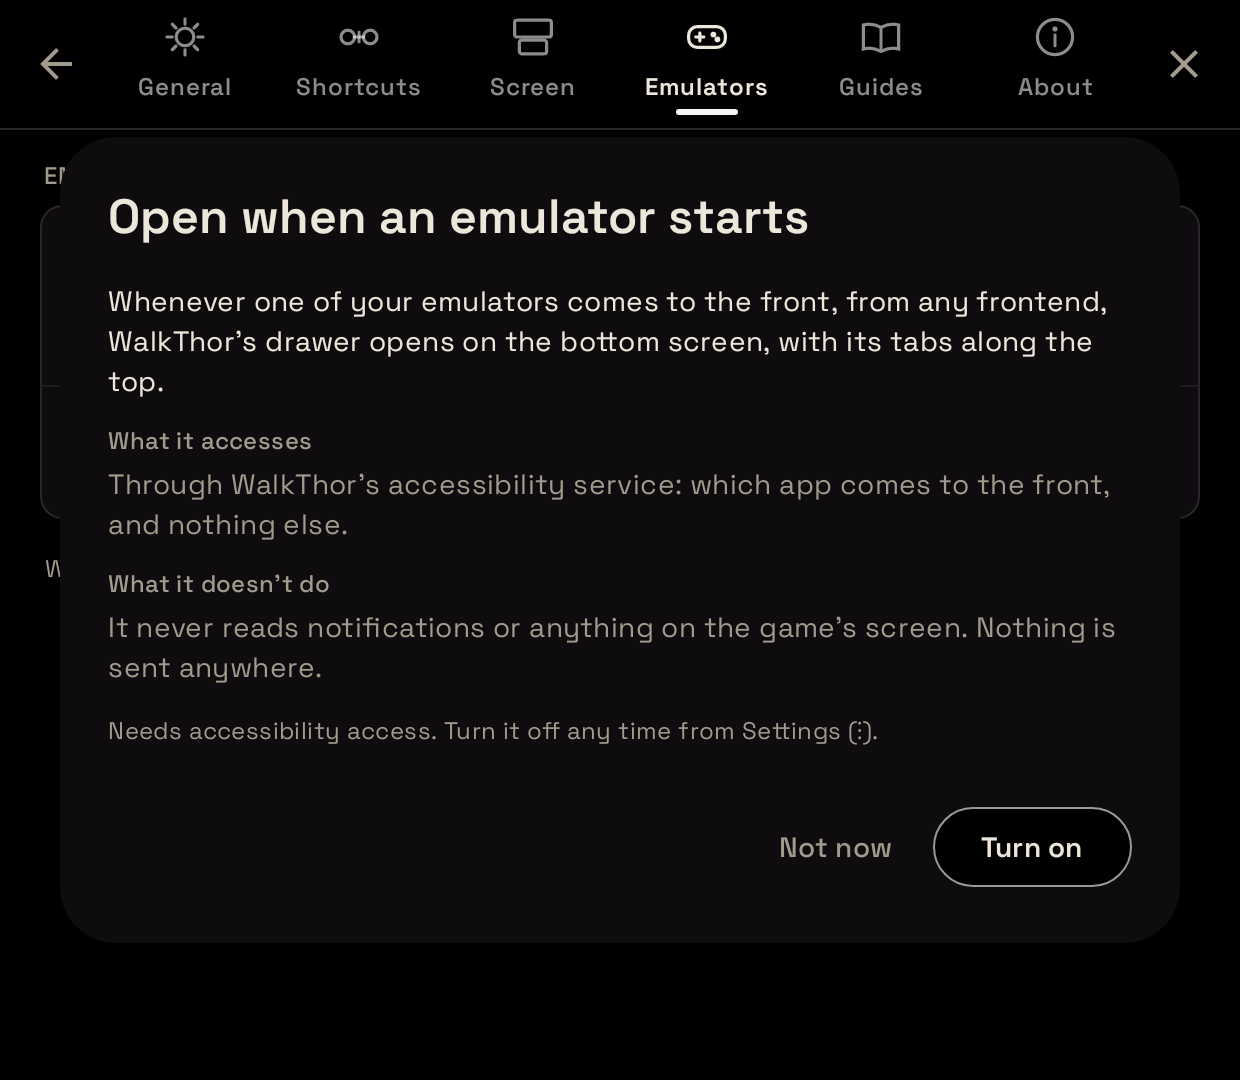 General
Shortcuts
Screen
Emulators
Guides
About
Open when an emulator starts
Whenever one of your emulators comes to the front, from any frontend,
WalkThor’s drawer opens on the bottom screen, with its tabs along the
top.
What it accesses
Through WalkThor’s accessibility service: which app comes to the front,
and nothing else.
What it doesn’t do
It never reads notifications or anything on the game’s screen. Nothing is
sent anywhere.
Needs accessibility access. Turn it off any time from Settings (:).
Not now
Turn on